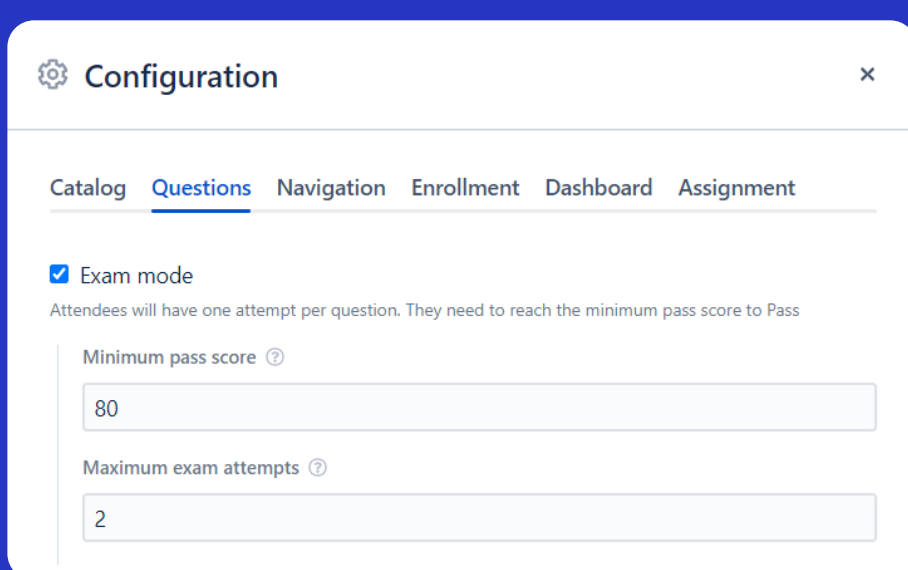 Configuration
Catalog Questions Navigation Enrollment Dashboard Assignment
Exam mode
Attendees will have one attempt per question. They need to reach the minimum pass score to Pass
Minimum pass score
80
Maximum exam attempts
2